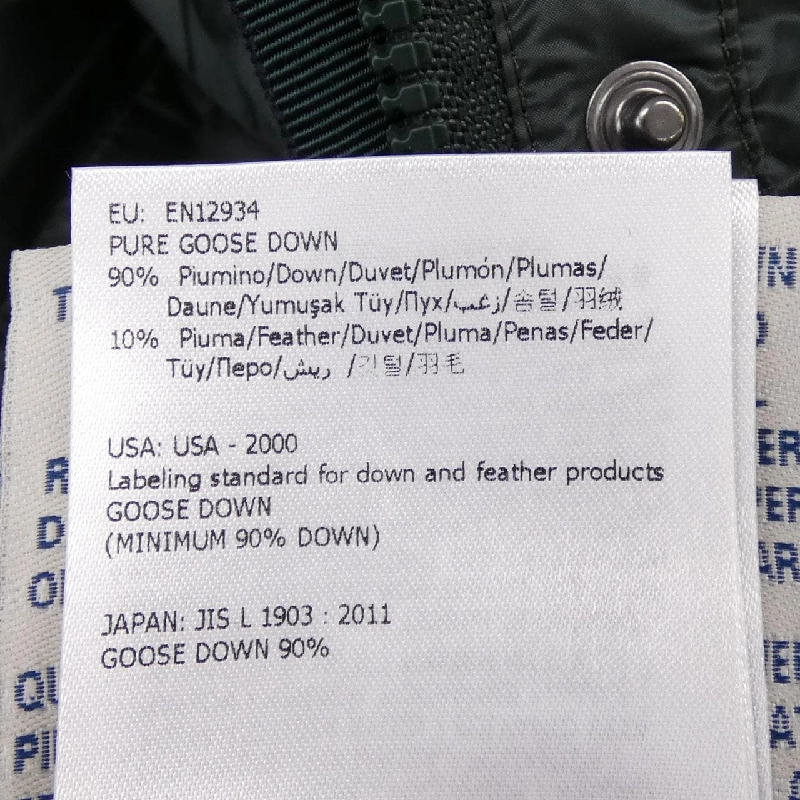 EU: EN12934
PURE GOOSE DOWN
90% Piumino/Down/Duvet/Plumón/Plumas/
Daune/Yumuşak Tüy/Пух/زغب/솜털/羽绒
10% Piuma/Feather/Duvet/Pluma/Penas/Feder/
Tüy/Перо/ريش /깃털/羽毛
USA: USA - 2000
Labeling standard for down and feather products
GOOSE DOWN
(MINIMUM 90% DOWN)
JAPAN: JIS L 1903 : 2011
GOOSE DOWN 90%